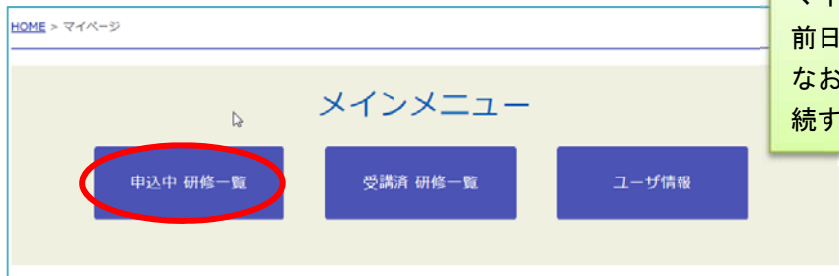 HOME > マイページ
前日
なお
続す
メインメニュー
申込中 研修一覧
受講済 研修一覧
ユーザ情報